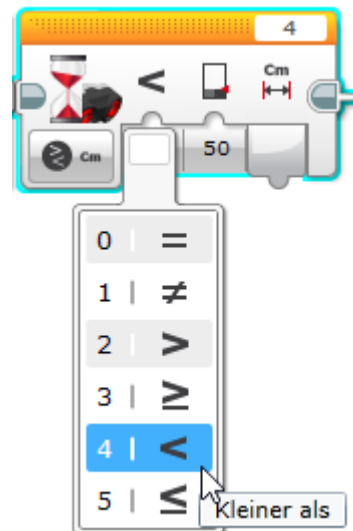 4
< Cm
Cm 50
0 | =
1 | ≠
2 | >
3 | ≥
4 | <
5 | ≤
Kleiner als